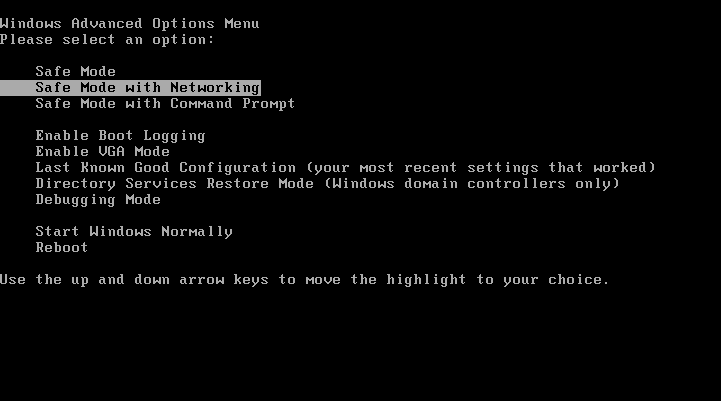 Windows Advanced Options Menu
Please select an option:
Safe Mode
Safe Mode with Networking
Safe Mode with Command Prompt
Enable Boot Logging
Enable VGA Mode
Last Known Good Configuration (your most recent settings that worked)
Directory Services Restore Mode (Windows domain controllers only)
Debugging Mode
Start Windows Normally
Reboot
Use the up and down arrow keys to move the highlight to your choice.